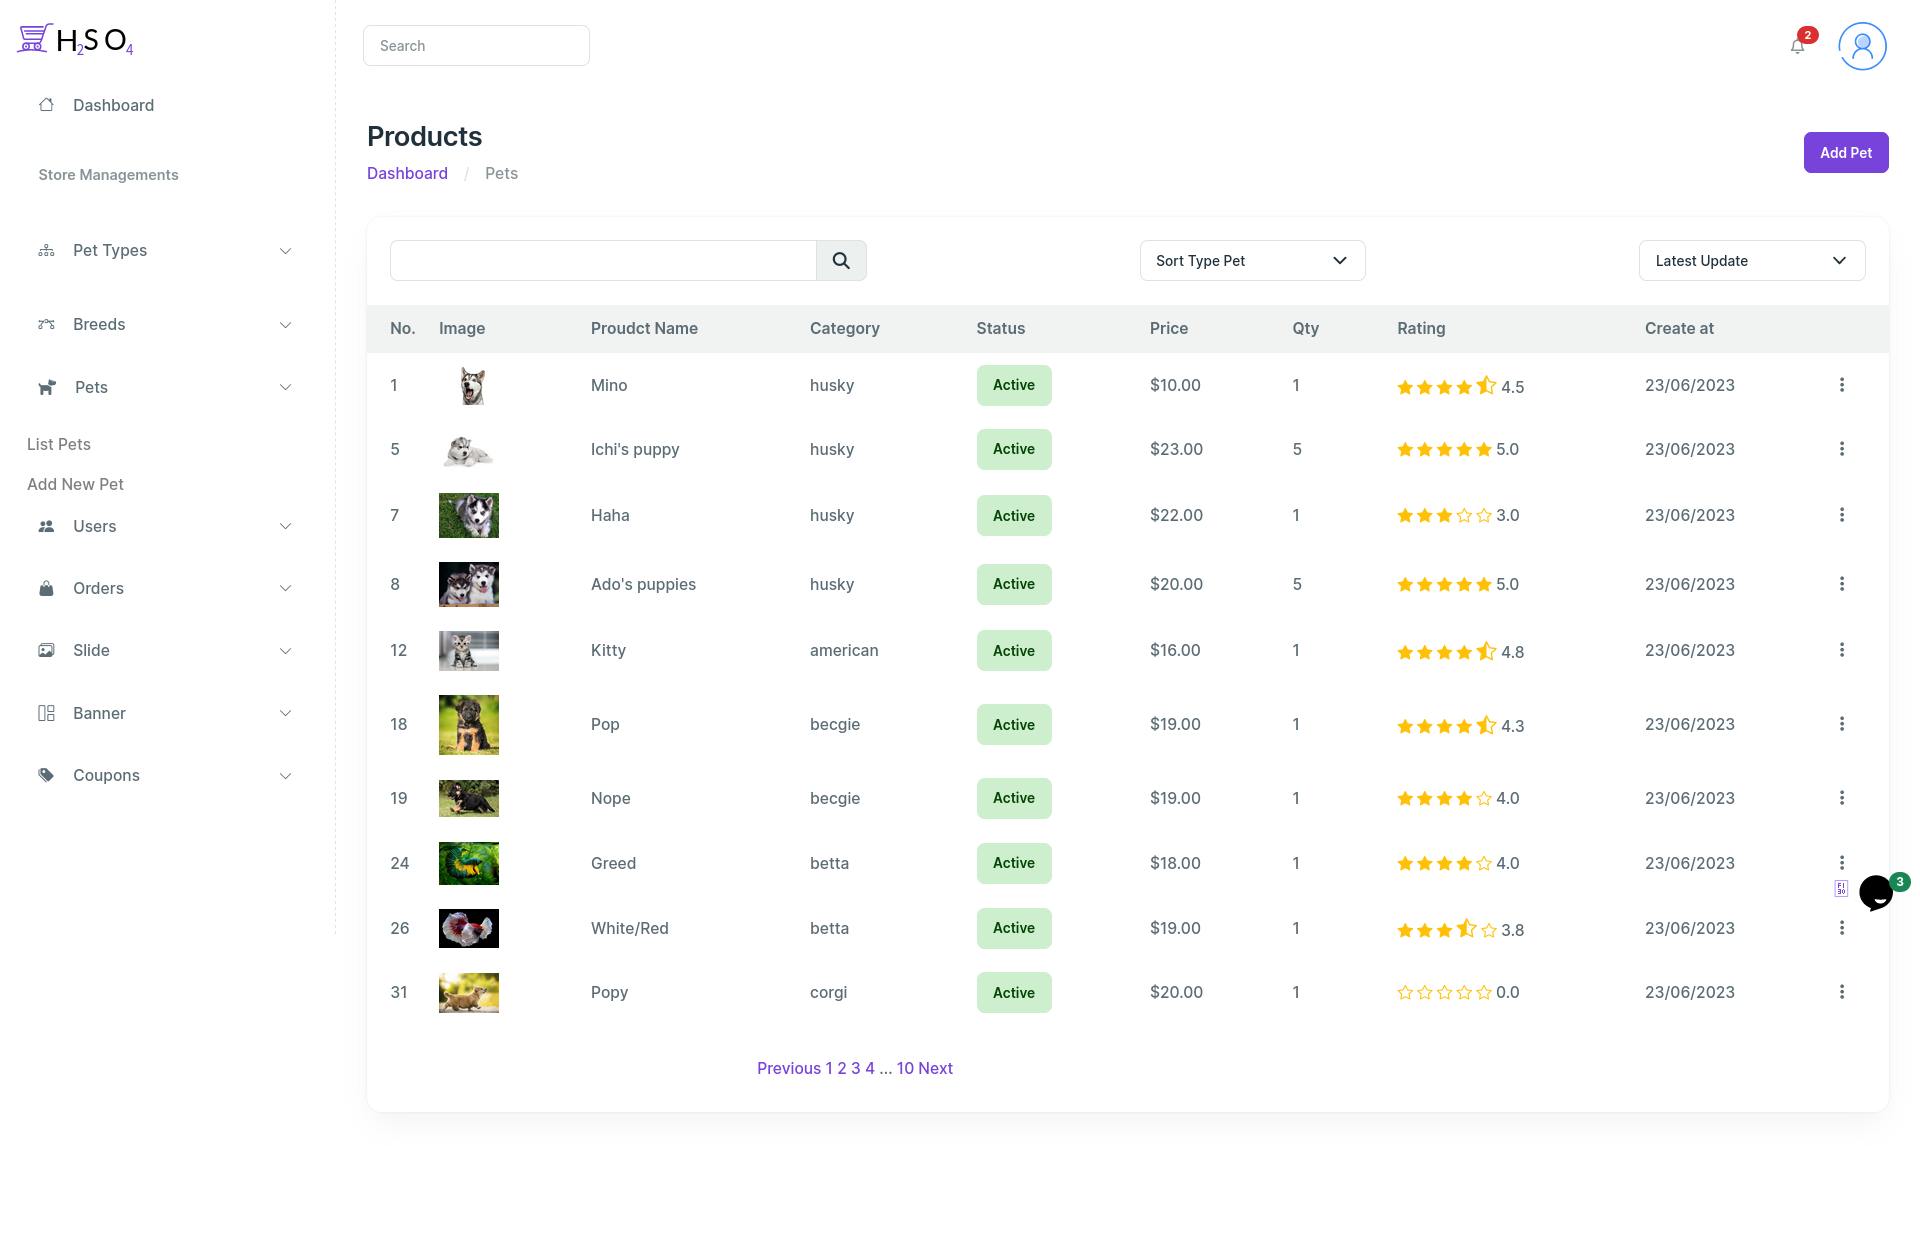 H2SO4
Search
2
Dashboard
Store Managements
Pet Types
Breeds
Pets
List Pets
Add New Pet
Users
Orders
Slide
Banner
Coupons
Products
Dashboard / Pets
Add Pet
Sort Type Pet
Latest Update
No. Image Proudct Name Category Status Price Qty Rating Create at
1 Mino husky Active $10.00 1 4.5 23/06/2023
5 Ichi's puppy husky Active $23.00 5 5.0 23/06/2023
7 Haha husky Active $22.00 1 3.0 23/06/2023
8 Ado's puppies husky Active $20.00 5 5.0 23/06/2023
12 Kitty american Active $16.00 1 4.8 23/06/2023
18 Pop becgie Active $19.00 1 4.3 23/06/2023
19 Nope becgie Active $19.00 1 4.0 23/06/2023
24 Greed betta Active $18.00 1 4.0 23/06/2023
3
26 White/Red betta Active $19.00 1 3.8 23/06/2023
31 Popy corgi Active $20.00 1 0.0 23/06/2023
Previous 1 2 3 4 ... 10 Next